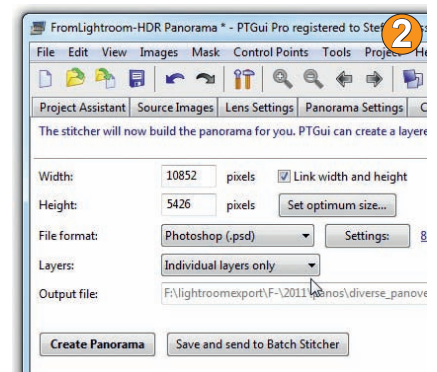 FromLightroom-HDR Panorama * - PTGui Pro registered to
2
File Edit View Images Mask Control Points Tools Project
Project Assistant Source Images Lens Settings Panorama Settings
The stitcher will now build the panorama for you. PTGui can create a
Width: 10852 pixels Link width and height
Height: 5426 pixels Set optimum size...
File format: Photoshop (.psd) Settings: 8
Layers: Individual layers only
Output file: F:\lightroomexport\F-\2011\panos\diverse_panove
Create Panorama Save and send to Batch Stitcher